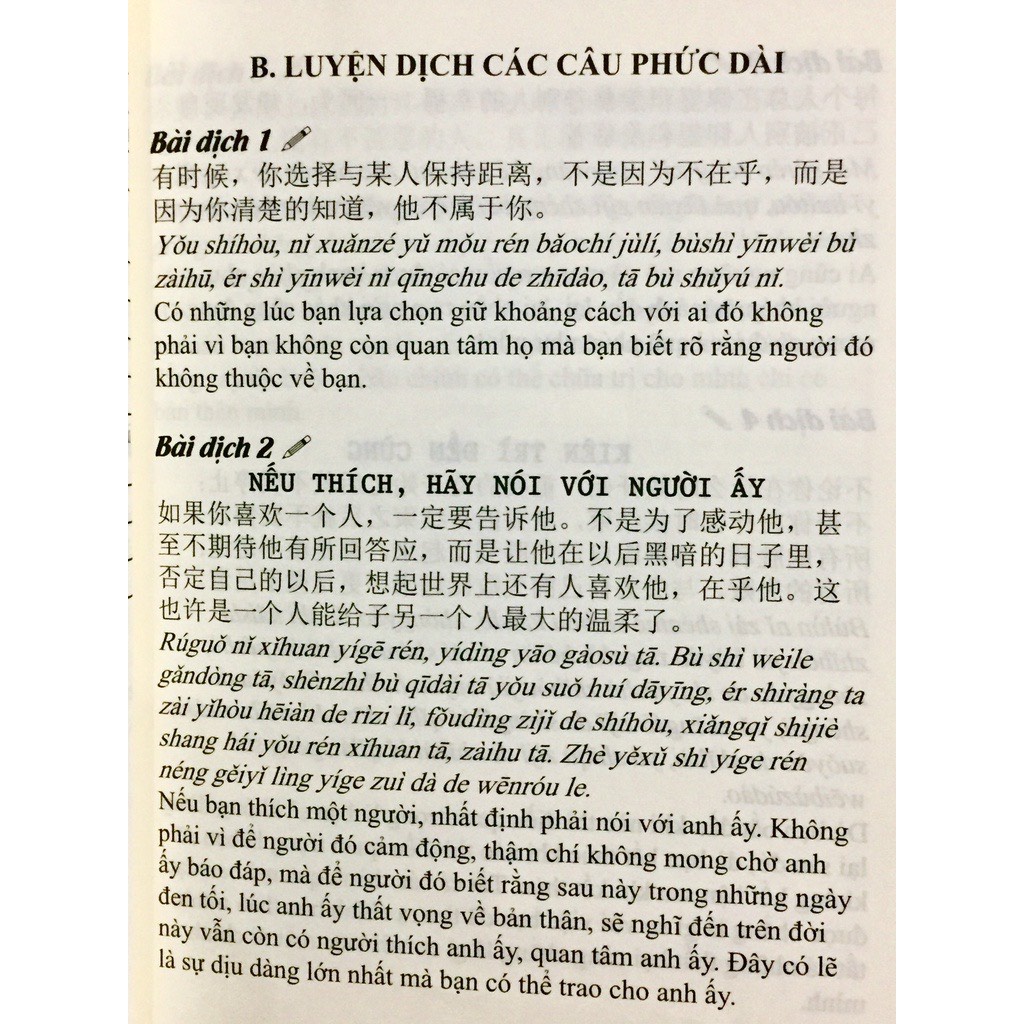 B. LUYỆN DỊCH CÁC CÂU PHỨC DÀI
Bài dịch 1
有时候，你选择与某人保持距离，不是因为不在乎，而是
因为你清楚的知道，他不属于你。
Yǒu shíhòu, nǐ xuǎnzé yǔ mǒu rén bǎochí jùlí, bùshì yīnwèi bù
zàihū, ér shì yīnwèi nǐ qīngchu de zhīdào, tā bù shǔyú nǐ.
Có những lúc bạn lựa chọn giữ khoảng cách với ai đó không
phải vì bạn không còn quan tâm họ mà bạn biết rõ rằng người đó
không thuộc về bạn.
Bài dịch 2
NẾU THÍCH, HÃY NÓI VỚI NGƯỜI ẤY
如果你喜欢一个人，一定要告诉他。不是为了感动他，甚
至不期待他有所回答应，而是让他在以后黑喑的日子里，
否定自己的以后，想起世界上还有人喜欢他，在乎他。这
也许是一个人能给子另一个人最大的温柔了。
Rúguǒ nǐ xǐhuan yígē rén, yídìng yāo gàosù tā. Bù shì wèile
gǎndòng tā, shènzhì bù qīdài tā yǒu suǒ huí dāyīng, ér shìràng ta
zài yǐhòu hēiàn de rìzi lǐ, fǒudìng zìjǐ de shíhòu, xiǎngqǐ shìjiè
shang hái yǒu rén xǐhuan tā, zàihu tā. Zhè yěxǔ shì yíge rén
néng gěiyǐ lìng yíge zuì dà de wēnróu le.
Nếu bạn thích một người, nhất định phải nói với anh ấy. Không
phải vì để người đó cảm động, thậm chí không mong chờ anh
ấy báo đáp, mà để người đó biết rằng sau này trong những ngày
đen tối, lúc anh ấy thất vọng về bản thân, sẽ nghĩ đến trên đời
này vẫn còn có người thích anh ấy, quan tâm anh ấy. Đây có lẽ
là sự dịu dàng lớn nhất mà bạn có thể trao cho anh ấy.